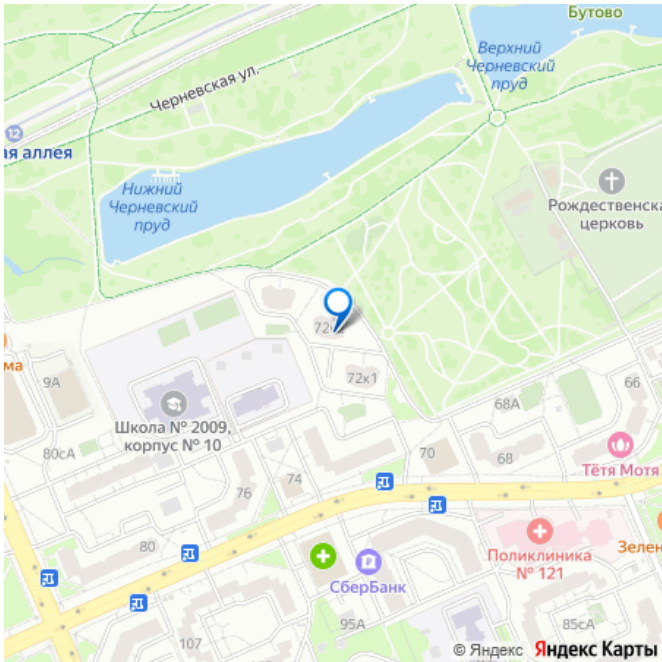 Бутово
Верхний
Черневский
пруд
Черневская ул.
12
ая аллея
Нижний
Черневский
пруд
Рождественска
церковь
72к1
ма
9А
68А
66
Школа № 2009,
корпус № 10
80сА
70
68
Тётя Мотя
74
76
80
Поликлиника
№ 121
Зелен
СберБанк
107
95А
85сА
© Яндекс Яндекс Карты